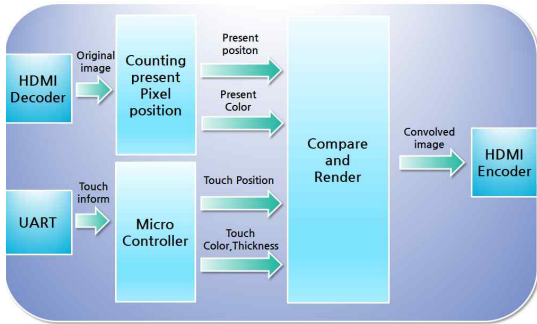 HDMI
Decoder
Original
image
Counting
present
Pixel
position
Present
positon
Present
Color
UART
Touch
inform
Micro
Controller
Touch Position
Touch
Color,Thickness
Compare
and
Render
Convolved
image
HDMI
Encoder